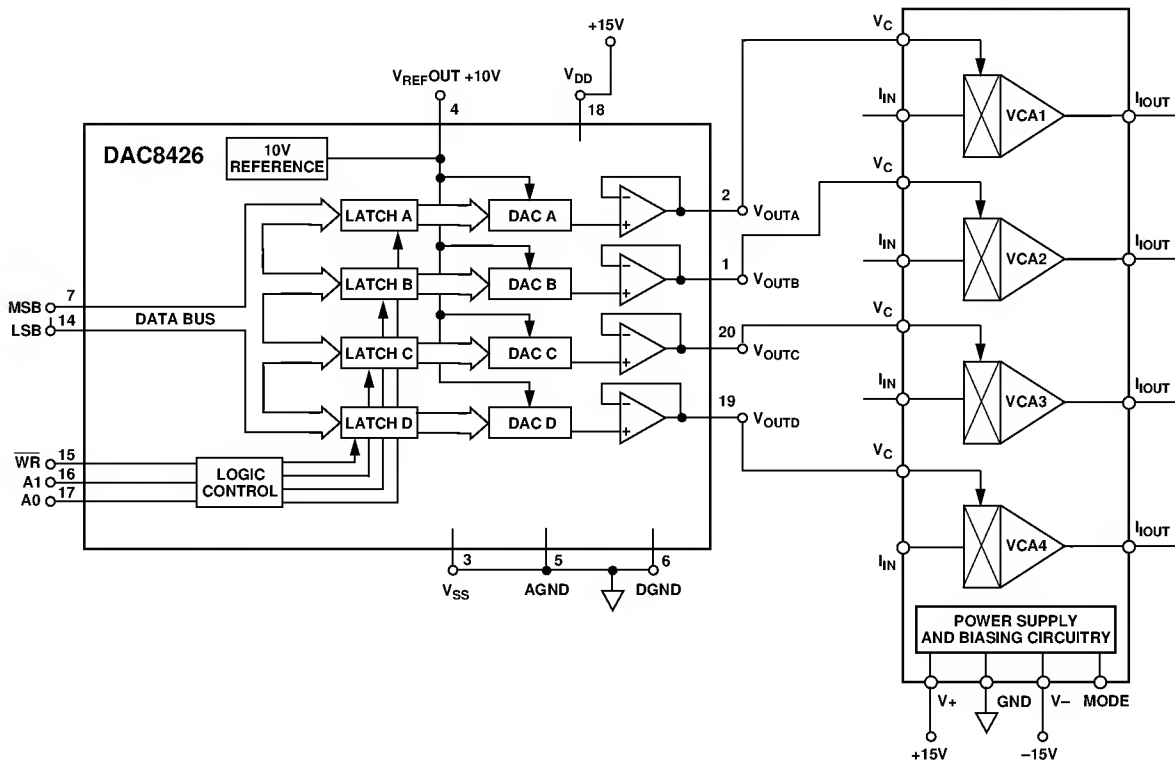 +15V
VREFOUT +10V
VDD
4
18
DAC8426
10V
REFERENCE
LATCH A
DAC A
−
+
2
VOUTA
LATCH B
DAC B
−
+
1
VOUTB
MSB
7
DATA BUS
LSB
14
LATCH C
DAC C
−
+
20
VOUTC
LATCH D
DAC D
−
+
19
VOUTD
WR
15
A1
16
A0
17
LOGIC
CONTROL
3
5
6
VSS
AGND
DGND
VC
IIN
VCA1
IIOUT
VC
IIN
VCA2
IIOUT
VC
IIN
VCA3
IIOUT
VC
IIN
VCA4
IIOUT
POWER SUPPLY
AND BIASING CIRCUITRY
V+
GND
V−
MODE
+15V
−15V